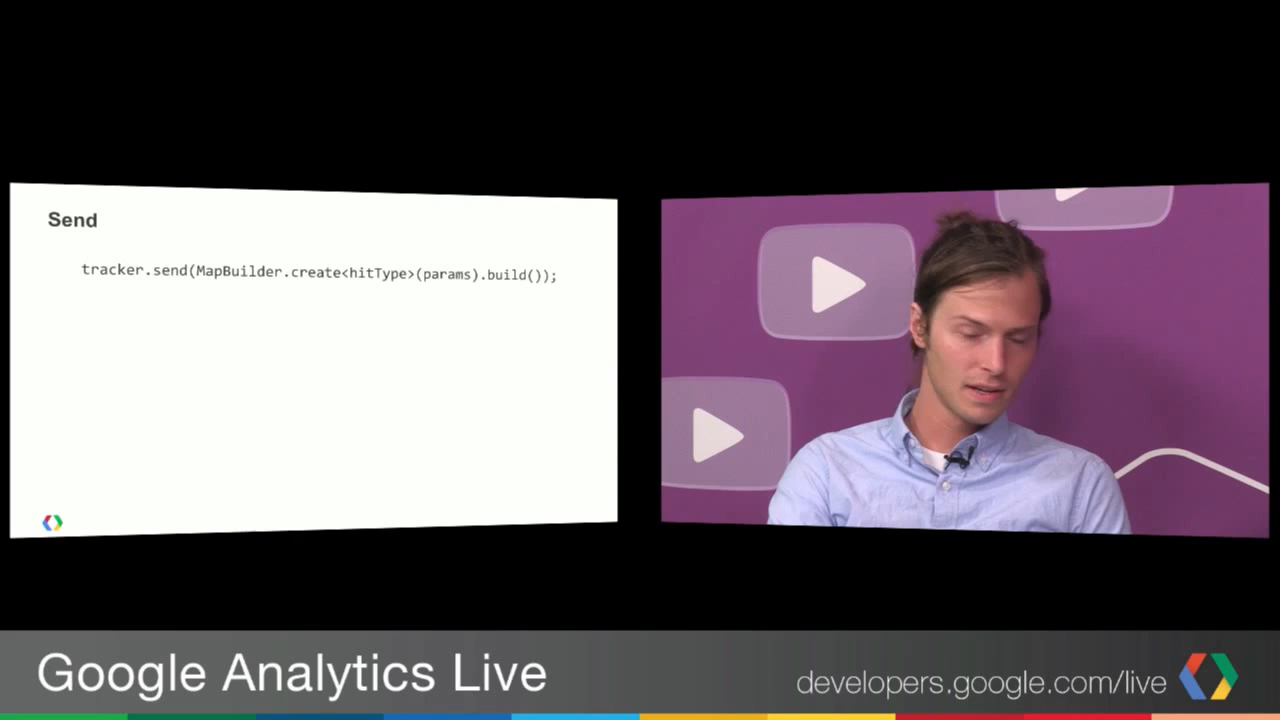 Send
tracker.send(MapBuilder.create<hitType>(params).build());
Google Analytics Live
developers.google.com/live